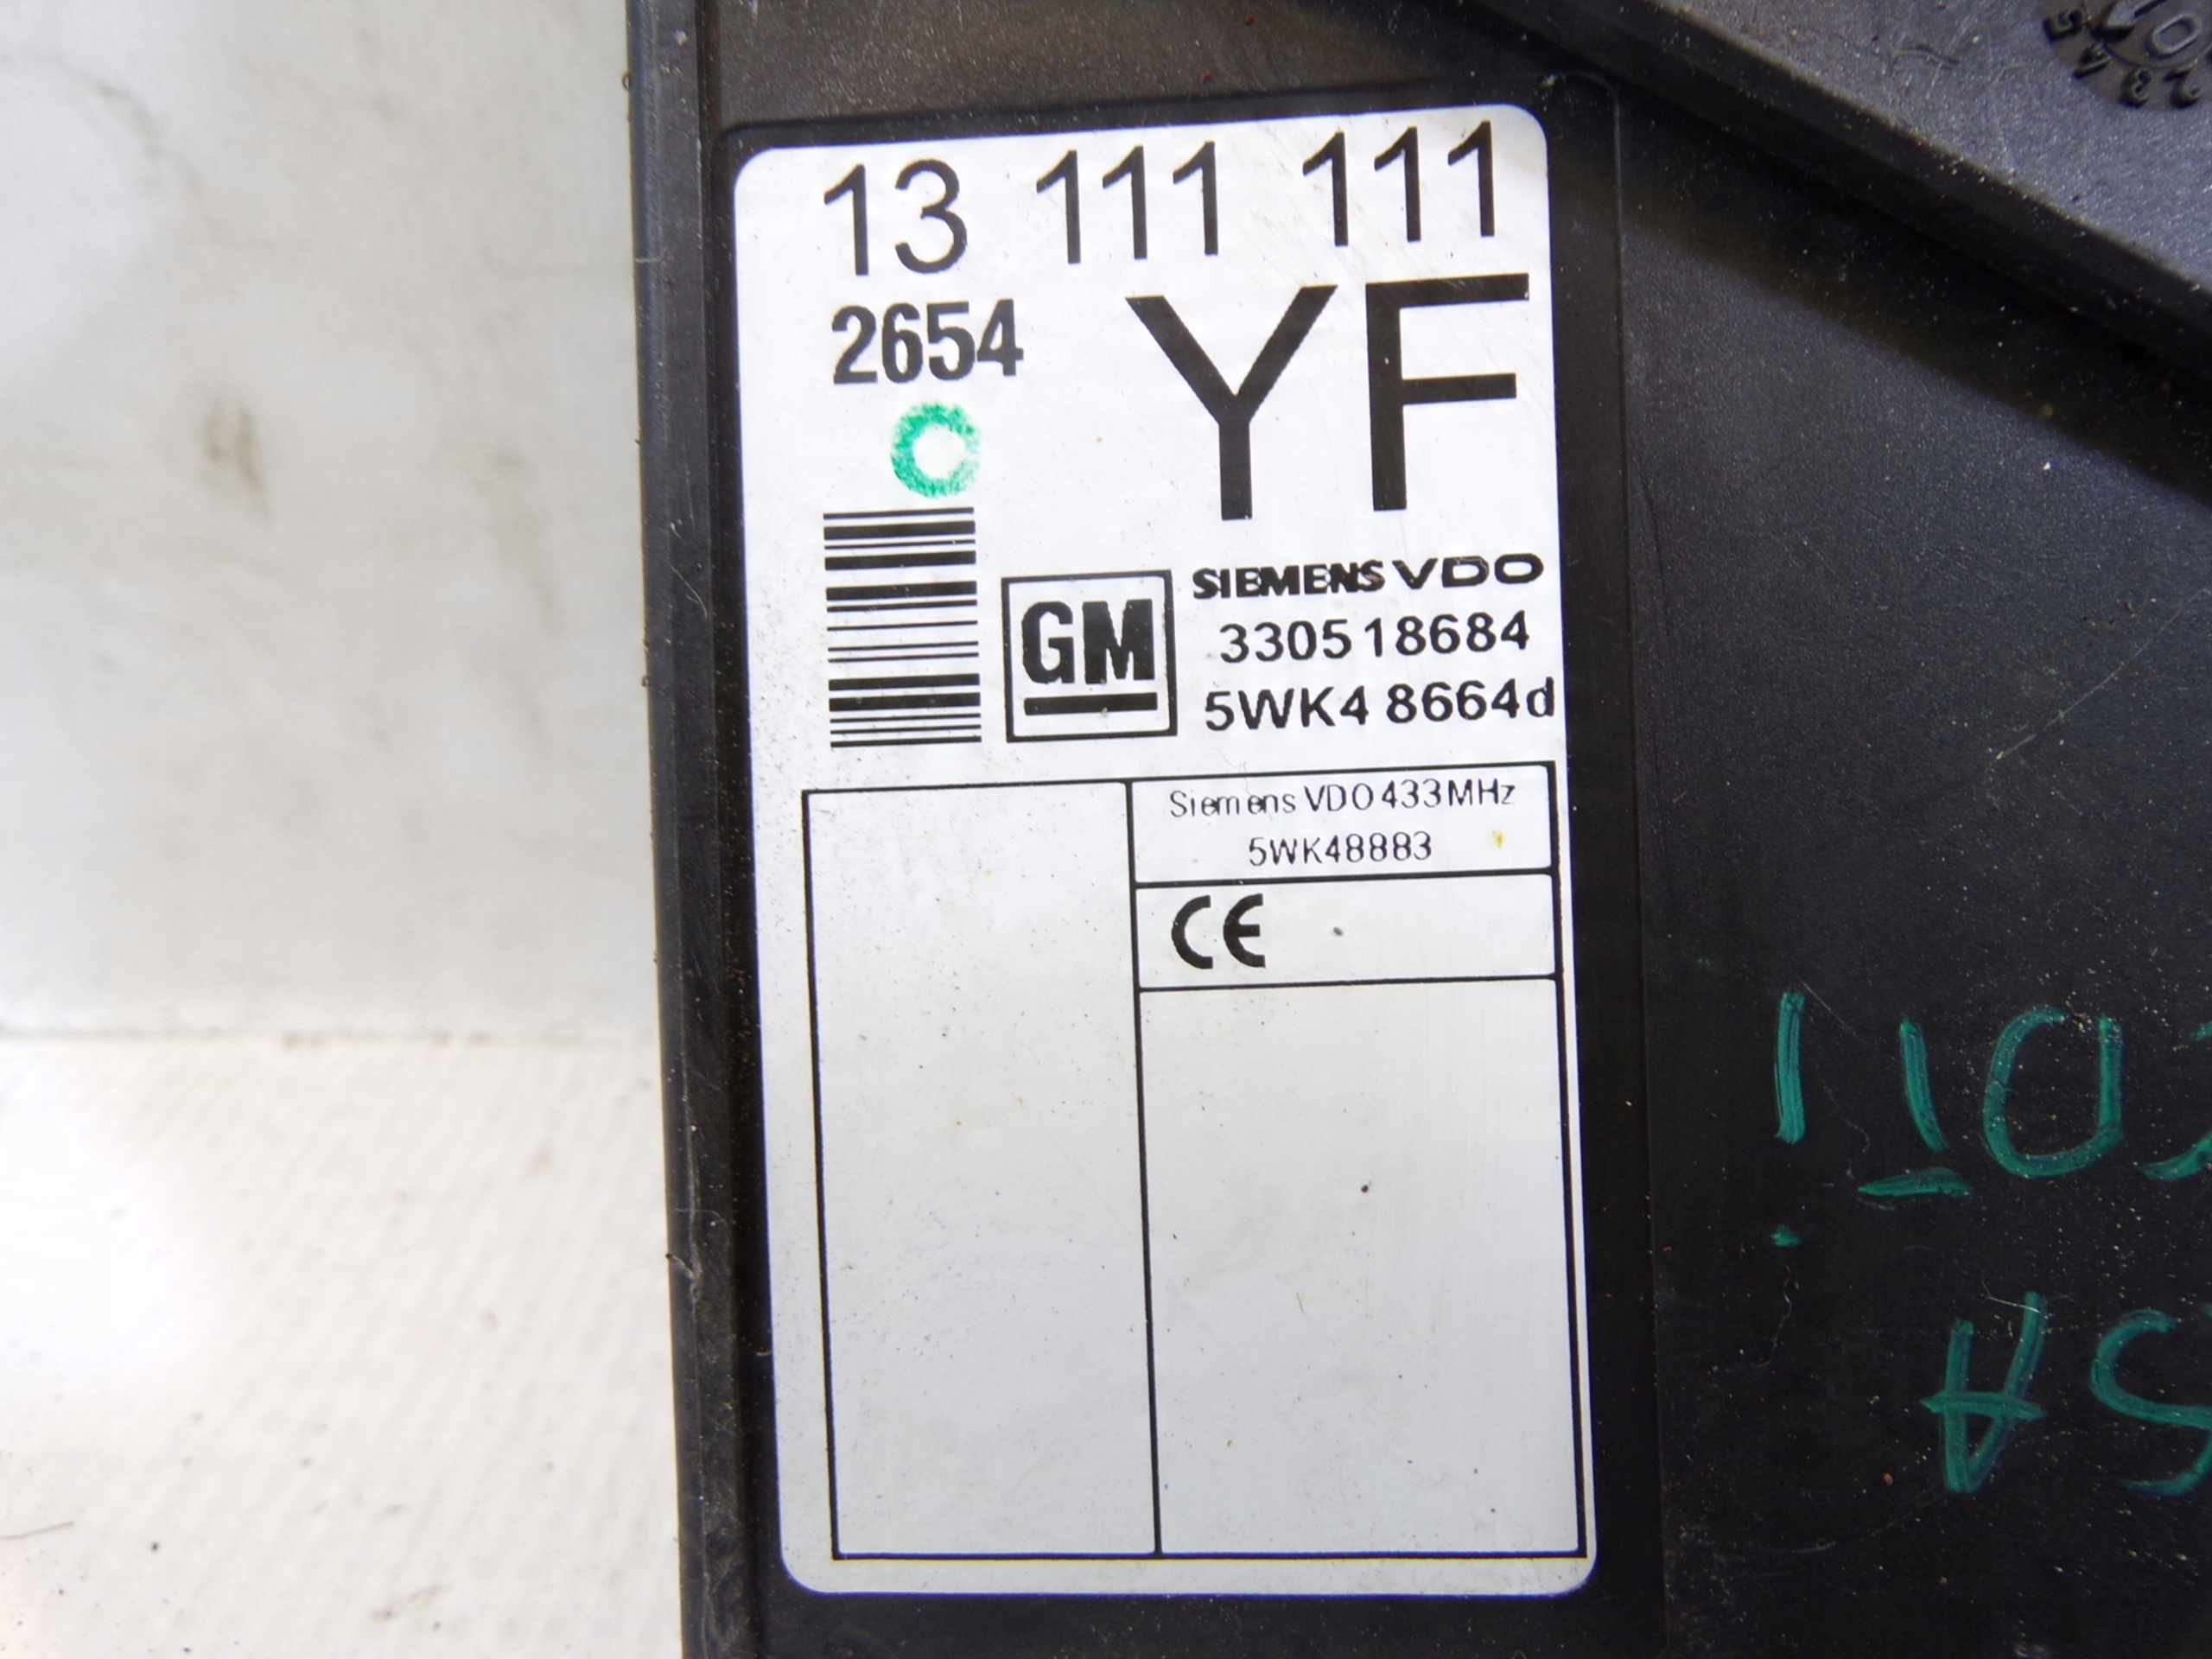 13 111 111
2654
YF
SIEMENS VDO
330518684
GM
5WK4 8664d
Siemens VDO 433MHz
5WK48883
CE